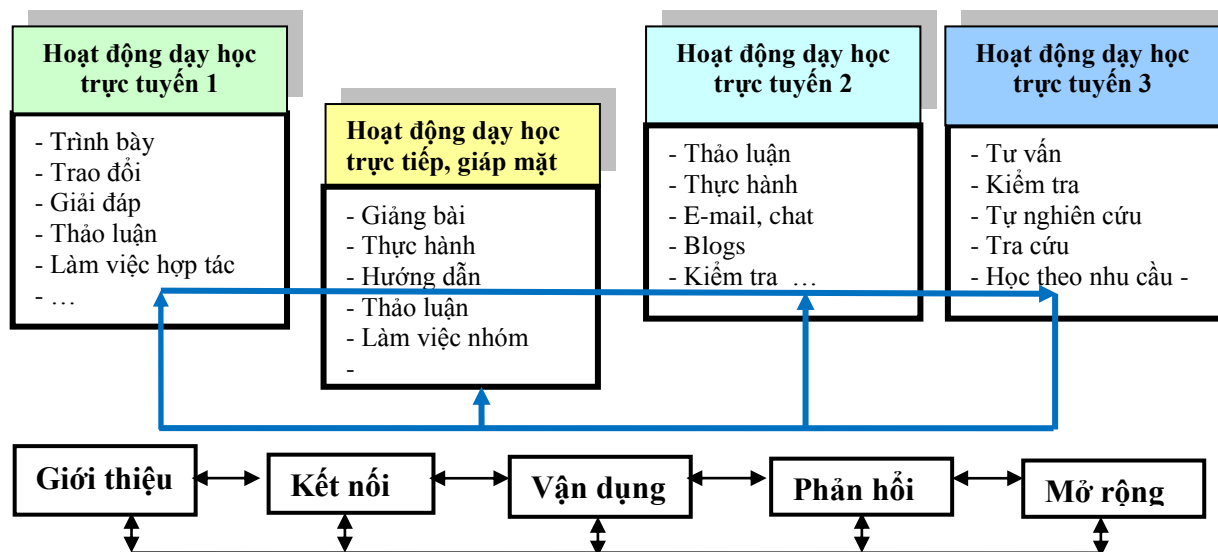 Hoạt động dạy học
trực tuyến 1
- Trình bày
- Trao đổi
- Giải đáp
- Thảo luận
- Làm việc hợp tác
- …
Hoạt động dạy học
trực tiếp, giáp mặt
- Giảng bài
- Thực hành
- Hướng dẫn
- Thảo luận
- Làm việc nhóm
-
Hoạt động dạy học
trực tuyến 2
- Thảo luận
- Thực hành
- E-mail, chat
- Blogs
- Kiểm tra …
Hoạt động dạy học
trực tuyến 3
- Tư vấn
- Kiểm tra
- Tự nghiên cứu
- Tra cứu
- Học theo nhu cầu -
Giới thiệu
Kết nối
Vận dụng
Phản hồi
Mở rộng